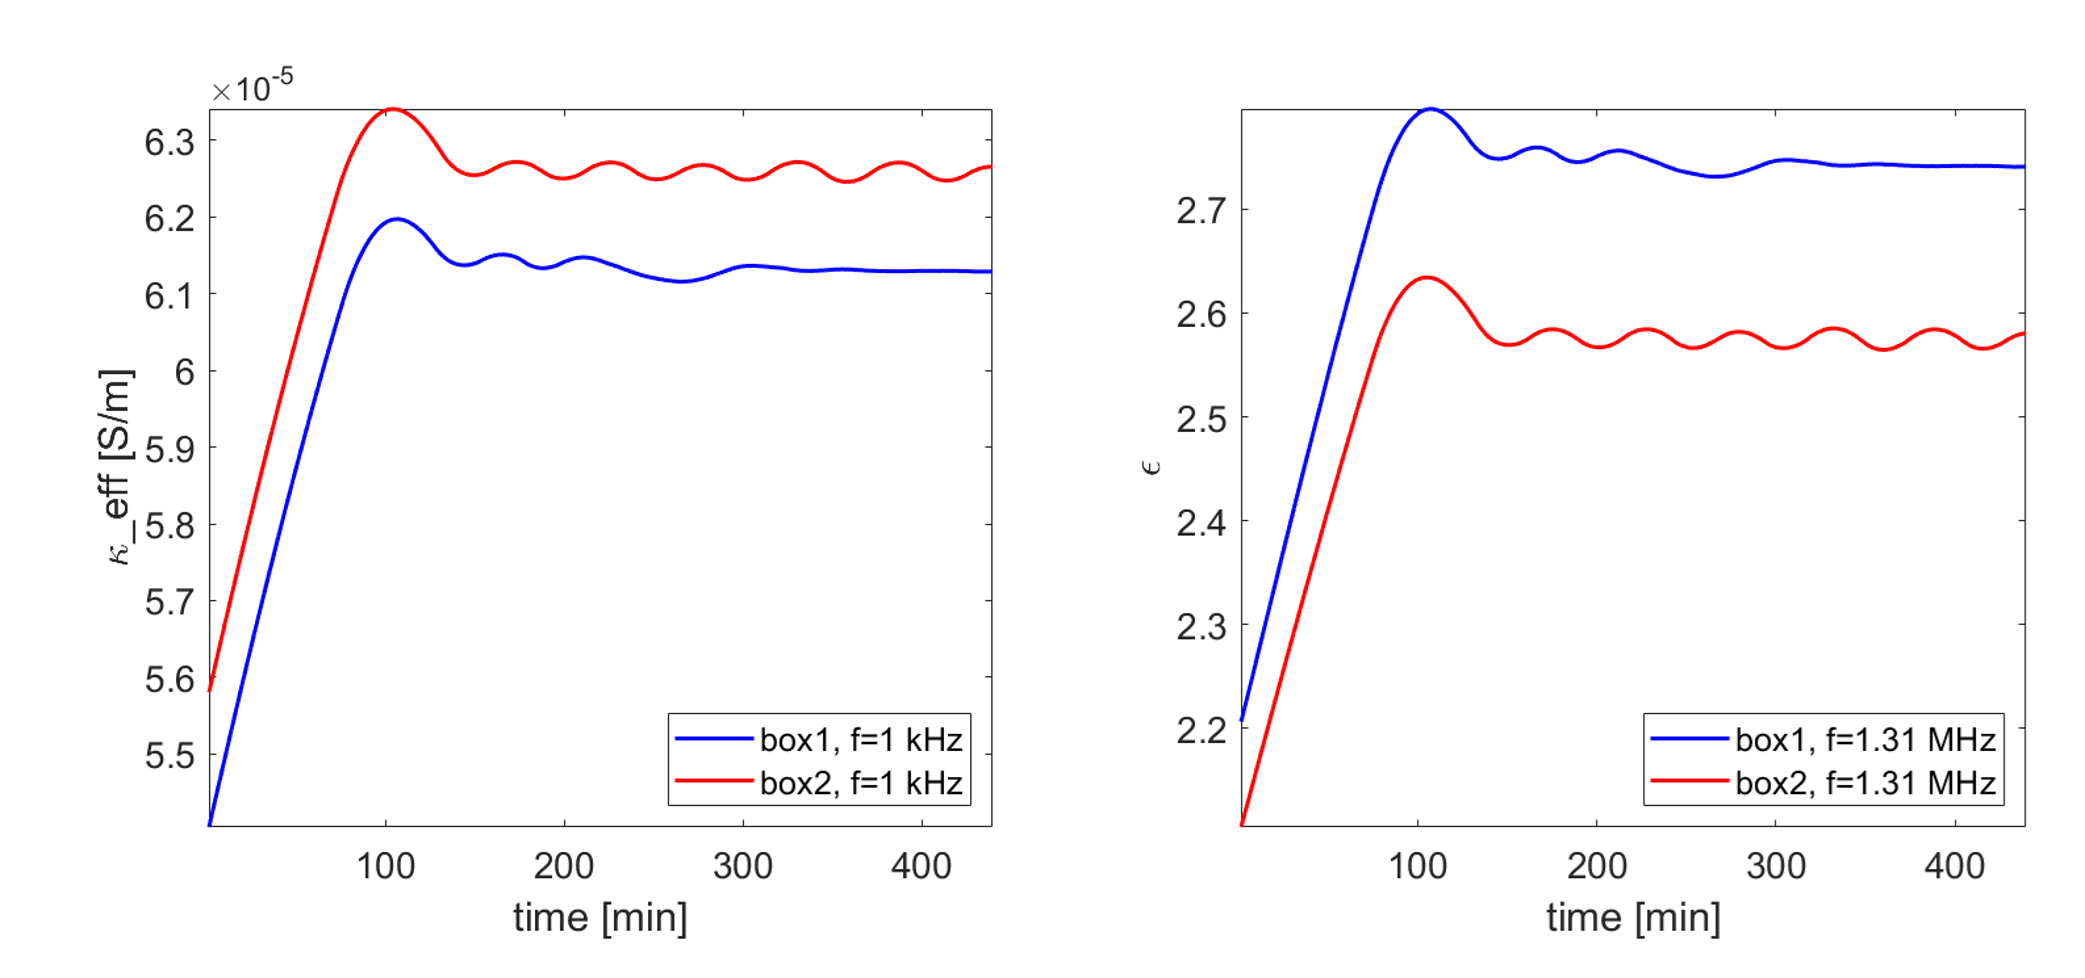 ×10-5
6.3
6.2
6.1
6
5.9
5.8
5.7
5.6
5.5
κ_eff [S/m]
100 200 300 400
time [min]
box1, f=1 kHz
box2, f=1 kHz
2.7
2.6
2.5
2.4
2.3
2.2
ϵ
100 200 300 400
time [min]
box1, f=1.31 MHz
box2, f=1.31 MHz